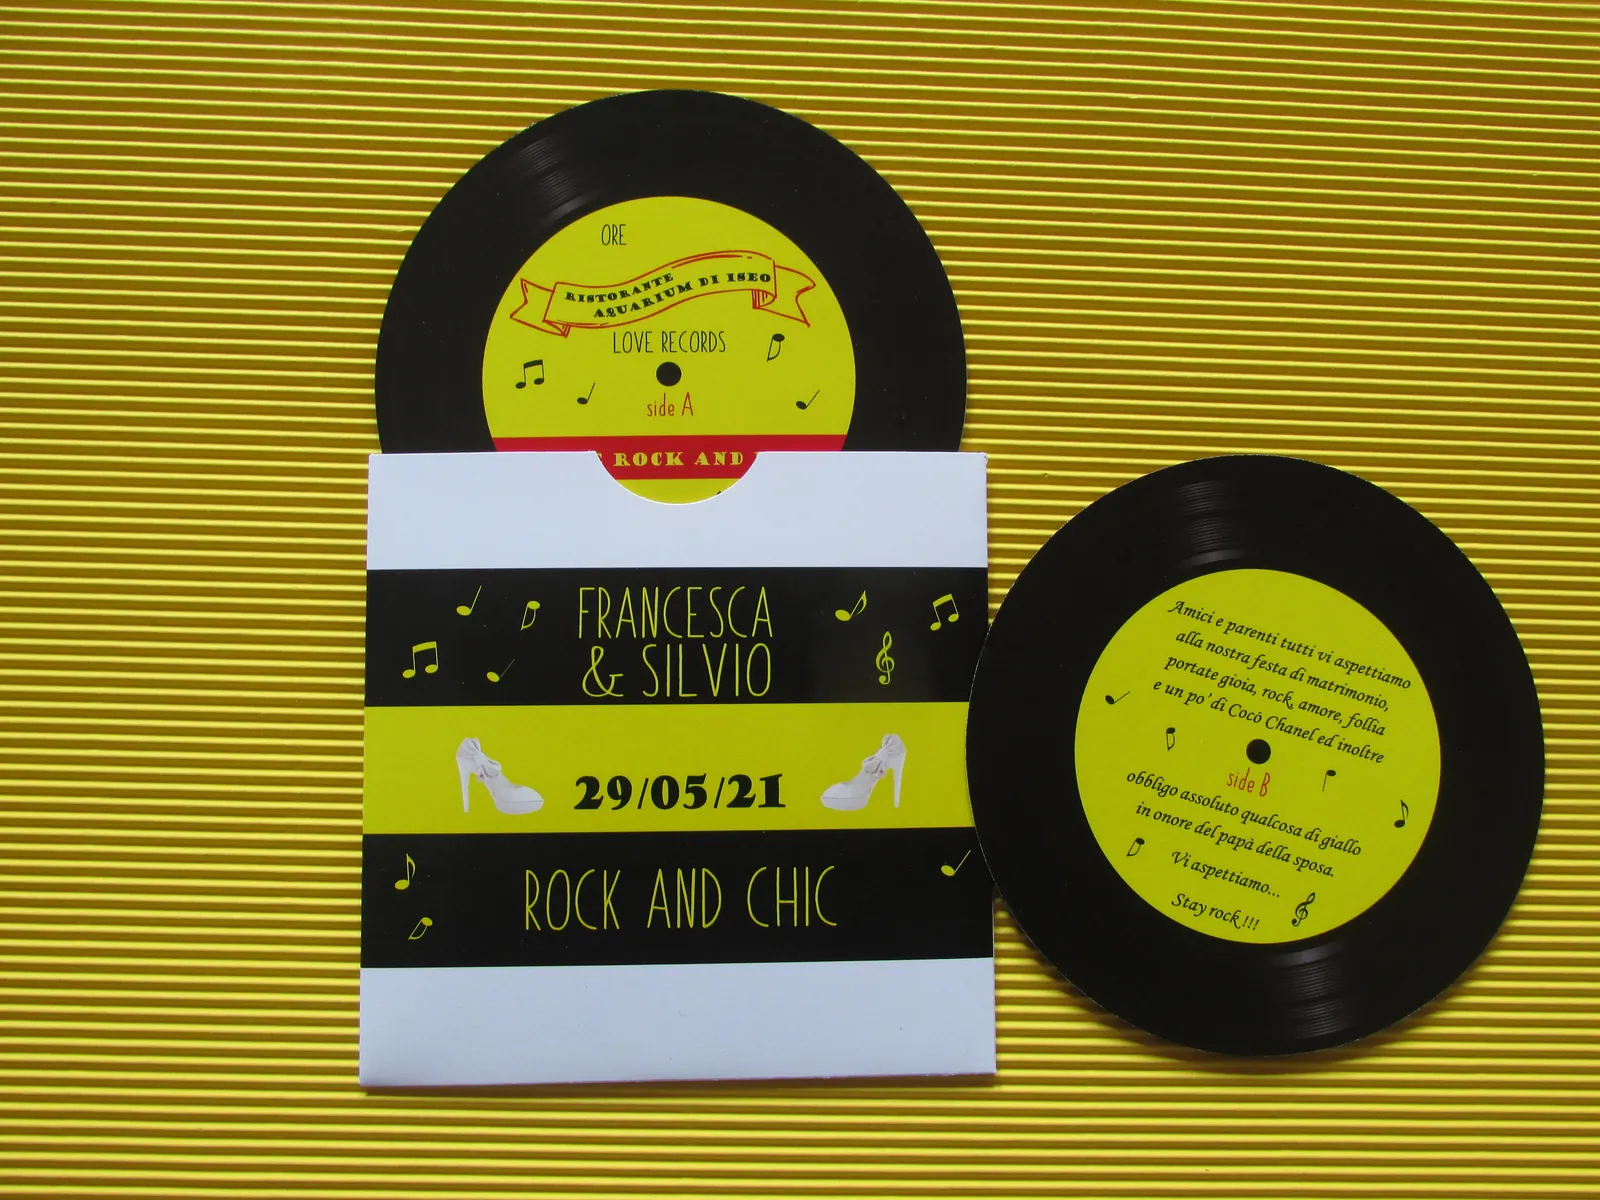 ORE
RISTORANTE
AQUARIUM DI ISEO
LOVE RECORDS
side A
ROCK AND
FRANCESCA
& SILVIO
29/05/21
ROCK AND CHIC
Amici e parenti tutti vi aspettiamo
alla nostra festa di matrimonio,
portate gioia, rock, amore, follia
e un po' di Cocò Chanel ed inoltre
side B
obbligo assoluto qualcosa di giallo
in onore del papà della sposa.
Vi aspettiamo...
Stay rock!!!